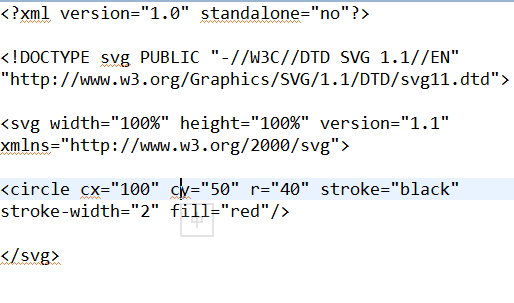 <?xml version="1.0" standalone="no"?>
<!DOCTYPE svg PUBLIC "-//W3C//DTD SVG 1.1//EN"
"http://www.w3.org/Graphics/SVG/1.1/DTD/svg11.dtd">
<svg width="100%" height="100%" version="1.1"
xmlns="http://www.w3.org/2000/svg">
<circle cx="100" cy="50" r="40" stroke="black"
stroke-width="2" fill="red"/>
</svg>